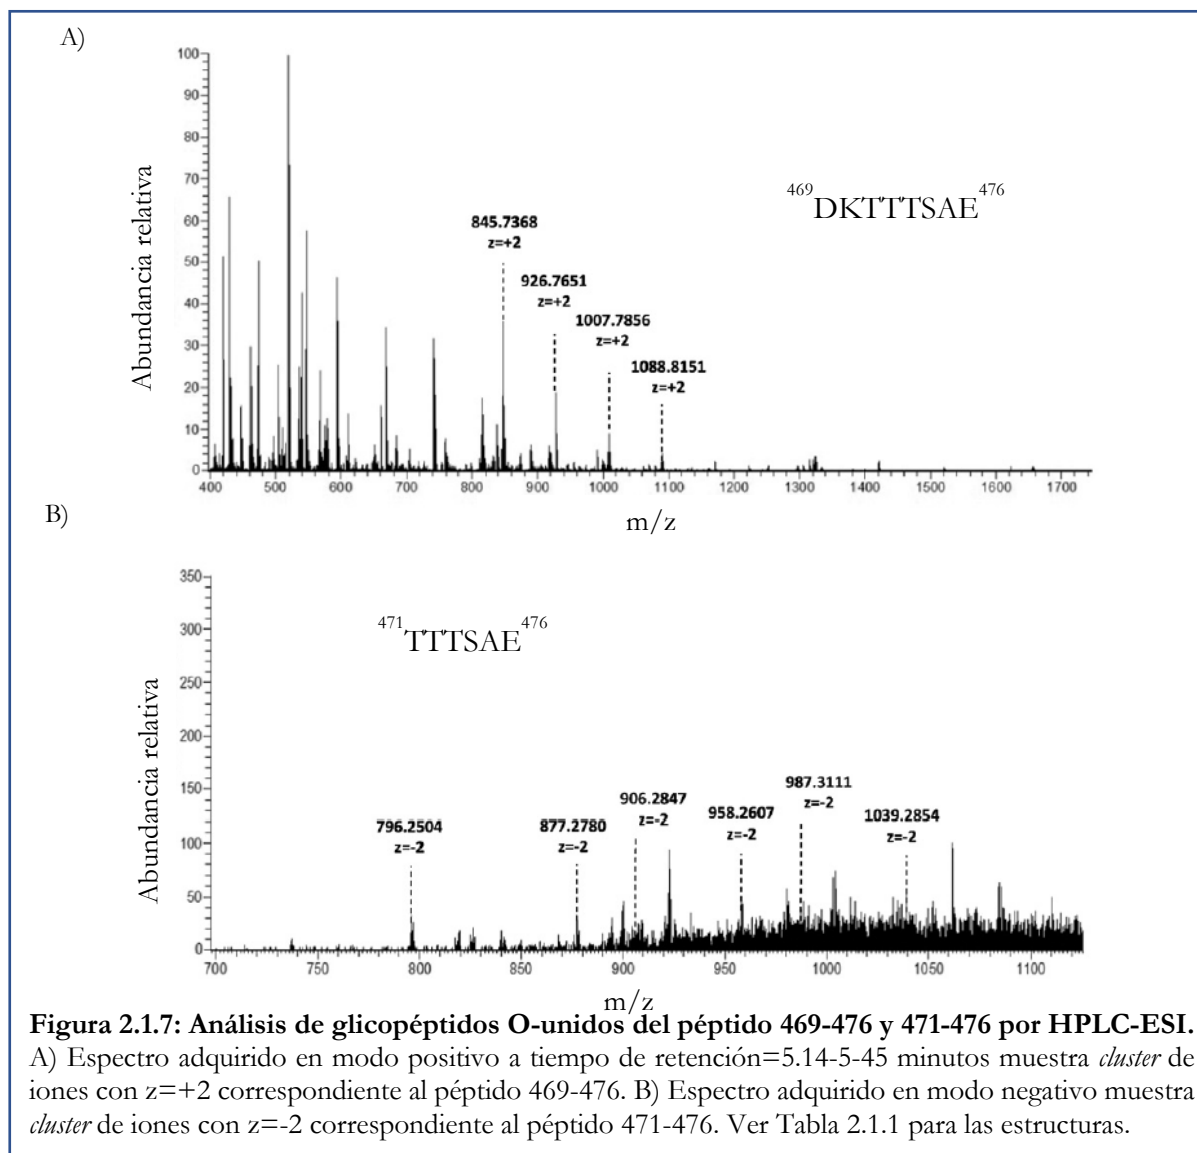 A)
100
90
80
70
60
50
40
30
20
10
0
Abundancia relativa
469DKTTTSAE476
845.7368
z=+2
926.7651
z=+2
1007.7856
z=+2
1088.8151
z=+2
400 500 600 700 800 900 1000 1100 1200 1300 1400 1500 1600 1700
m/z
B)
350
300
250
200
150
100
50
0
Abundancia relativa
471TTTSAE476
796.2504
z=-2
877.2780
z=-2
906.2847
z=-2
958.2607
z=-2
987.3111
z=-2
1039.2854
z=-2
700 750 800 850 900 950 1000 1050 1100
m/z
Figura 2.1.7: Análisis de glicopéptidos O-unidos del péptido 469-476 y 471-476 por HPLC-ESI.
A) Espectro adquirido en modo positivo a tiempo de retención=5.14-5-45 minutos muestra cluster de
iones con z=+2 correspondiente al péptido 469-476. B) Espectro adquirido en modo negativo muestra
cluster de iones con z=-2 correspondiente al péptido 471-476. Ver Tabla 2.1.1 para las estructuras.